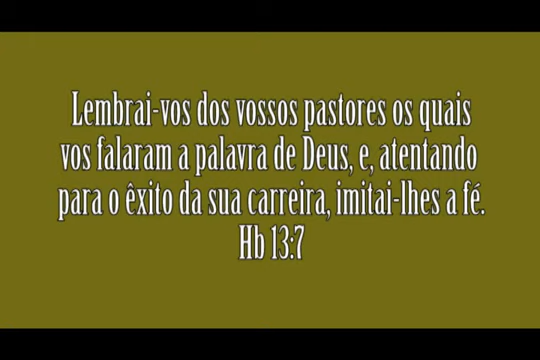 Lembrai-vos dos vossos pastores os quais
vos falaram a palavra de Deus, e, atentando
para o êxito da sua carreira, imitai-lhes a fé.
Hb 13:7